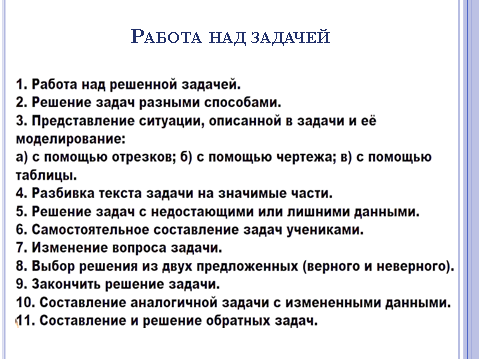 РАБОТА НАД ЗАДАЧЕЙ
1. Работа над решенной задачей.
2. Решение задач разными способами.
3. Представление ситуации, описанной в задачи и её
моделирование:
а) с помощью отрезков; б) с помощью чертежа; в) с помощью
таблицы.
4. Разбивка текста задачи на значимые части.
5. Решение задач с недостающими или лишними данными.
6. Самостоятельное составление задач учениками.
7. Изменение вопроса задачи.
8. Выбор решения из двух предложенных (верного и неверного).
9. Закончить решение задачи.
10. Составление аналогичной задачи с измененными данными.
11. Составление и решение обратных задач.